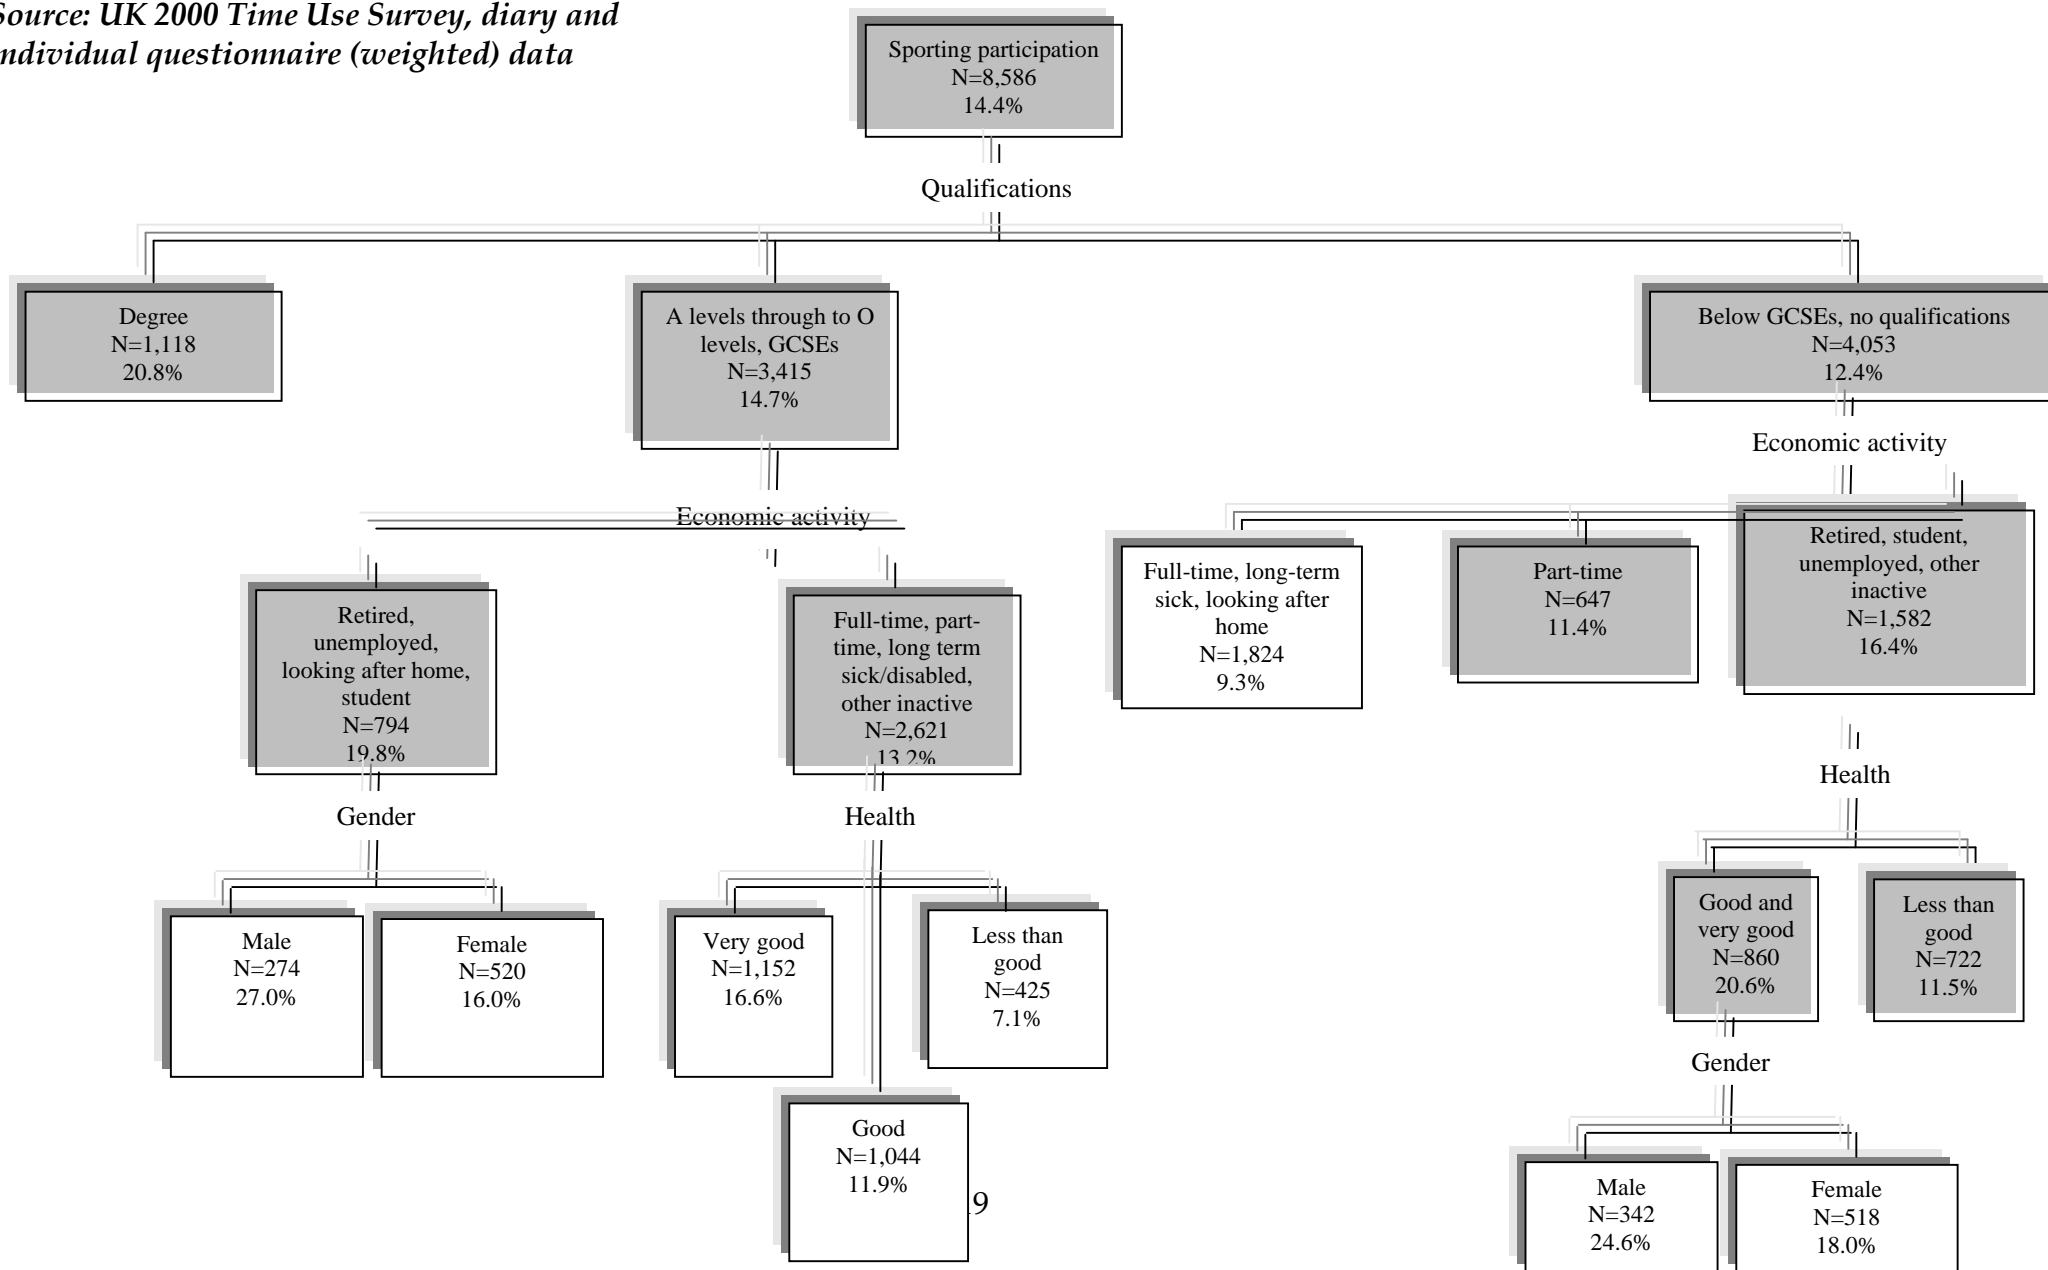 Source: UK 2000 Time Use Survey, diary and
individual questionnaire (weighted) data
Sporting participation
N=8,586
14.4%
Qualifications
Degree
N=1,118
20.8%
A levels through to O
levels, GCSEs
N=3,415
14.7%
Below GCSEs, no qualifications
N=4,053
12.4%
Economic activity
Economic activity
Retired,
unemployed,
looking after home,
student
N=794
19.8%
Full-time, part-
time, long term
sick/disabled,
other inactive
N=2,621
13.2%
Full-time, long-term
sick, looking after
home
N=1,824
9.3%
Part-time
N=647
11.4%
Retired, student,
unemployed, other
inactive
N=1,582
16.4%
Gender
Health
Health
Male
N=274
27.0%
Female
N=520
16.0%
Very good
N=1,152
16.6%
Less than
good
N=425
7.1%
Good
N=1,044
11.9%
Good and
very good
N=860
20.6%
Less than
good
N=722
11.5%
Gender
Male
N=342
24.6%
Female
N=518
18.0%